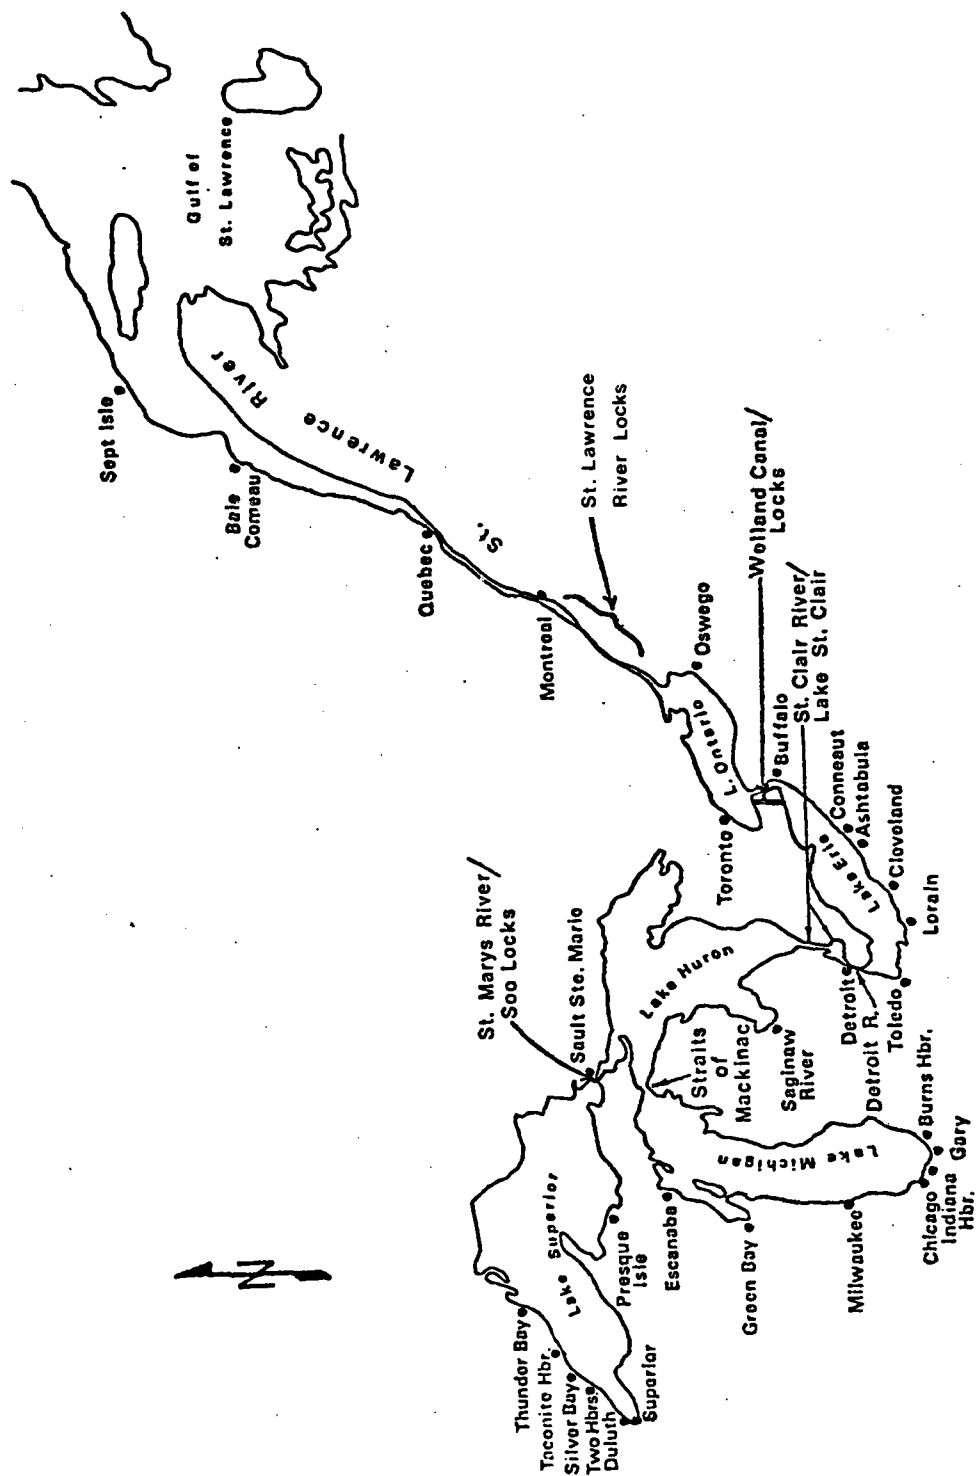 Thunder Bay
Taconite Hbr.
Silver Bay
Two Hbrs.
Duluth
Superior
Lake Superior
Presque
Isle
St. Marys River/
Soo Locks
Sault Ste. Marie
Escanaba
Green Bay
Milwaukee
Chicago
Indiana
Hbr.
Gary
Burns Hbr.
Lake Michigan
Straits
of
Mackinac
Lake Huron
Saginaw
River
Detroit
Detroit R.
Toledo
Lorain
Cleveland
Ashtabula
Conneaut
Lake Erie
Buffalo
St. Clair River/
Lake St. Clair
Welland Canal/
Locks
Toronto
L. Ontario
Oswego
St. Lawrence
River Locks
Montreal
Quebec
St. Lawrence River
Baie
Comeau
Sept Isle
Gulf of
St. Lawrence
N